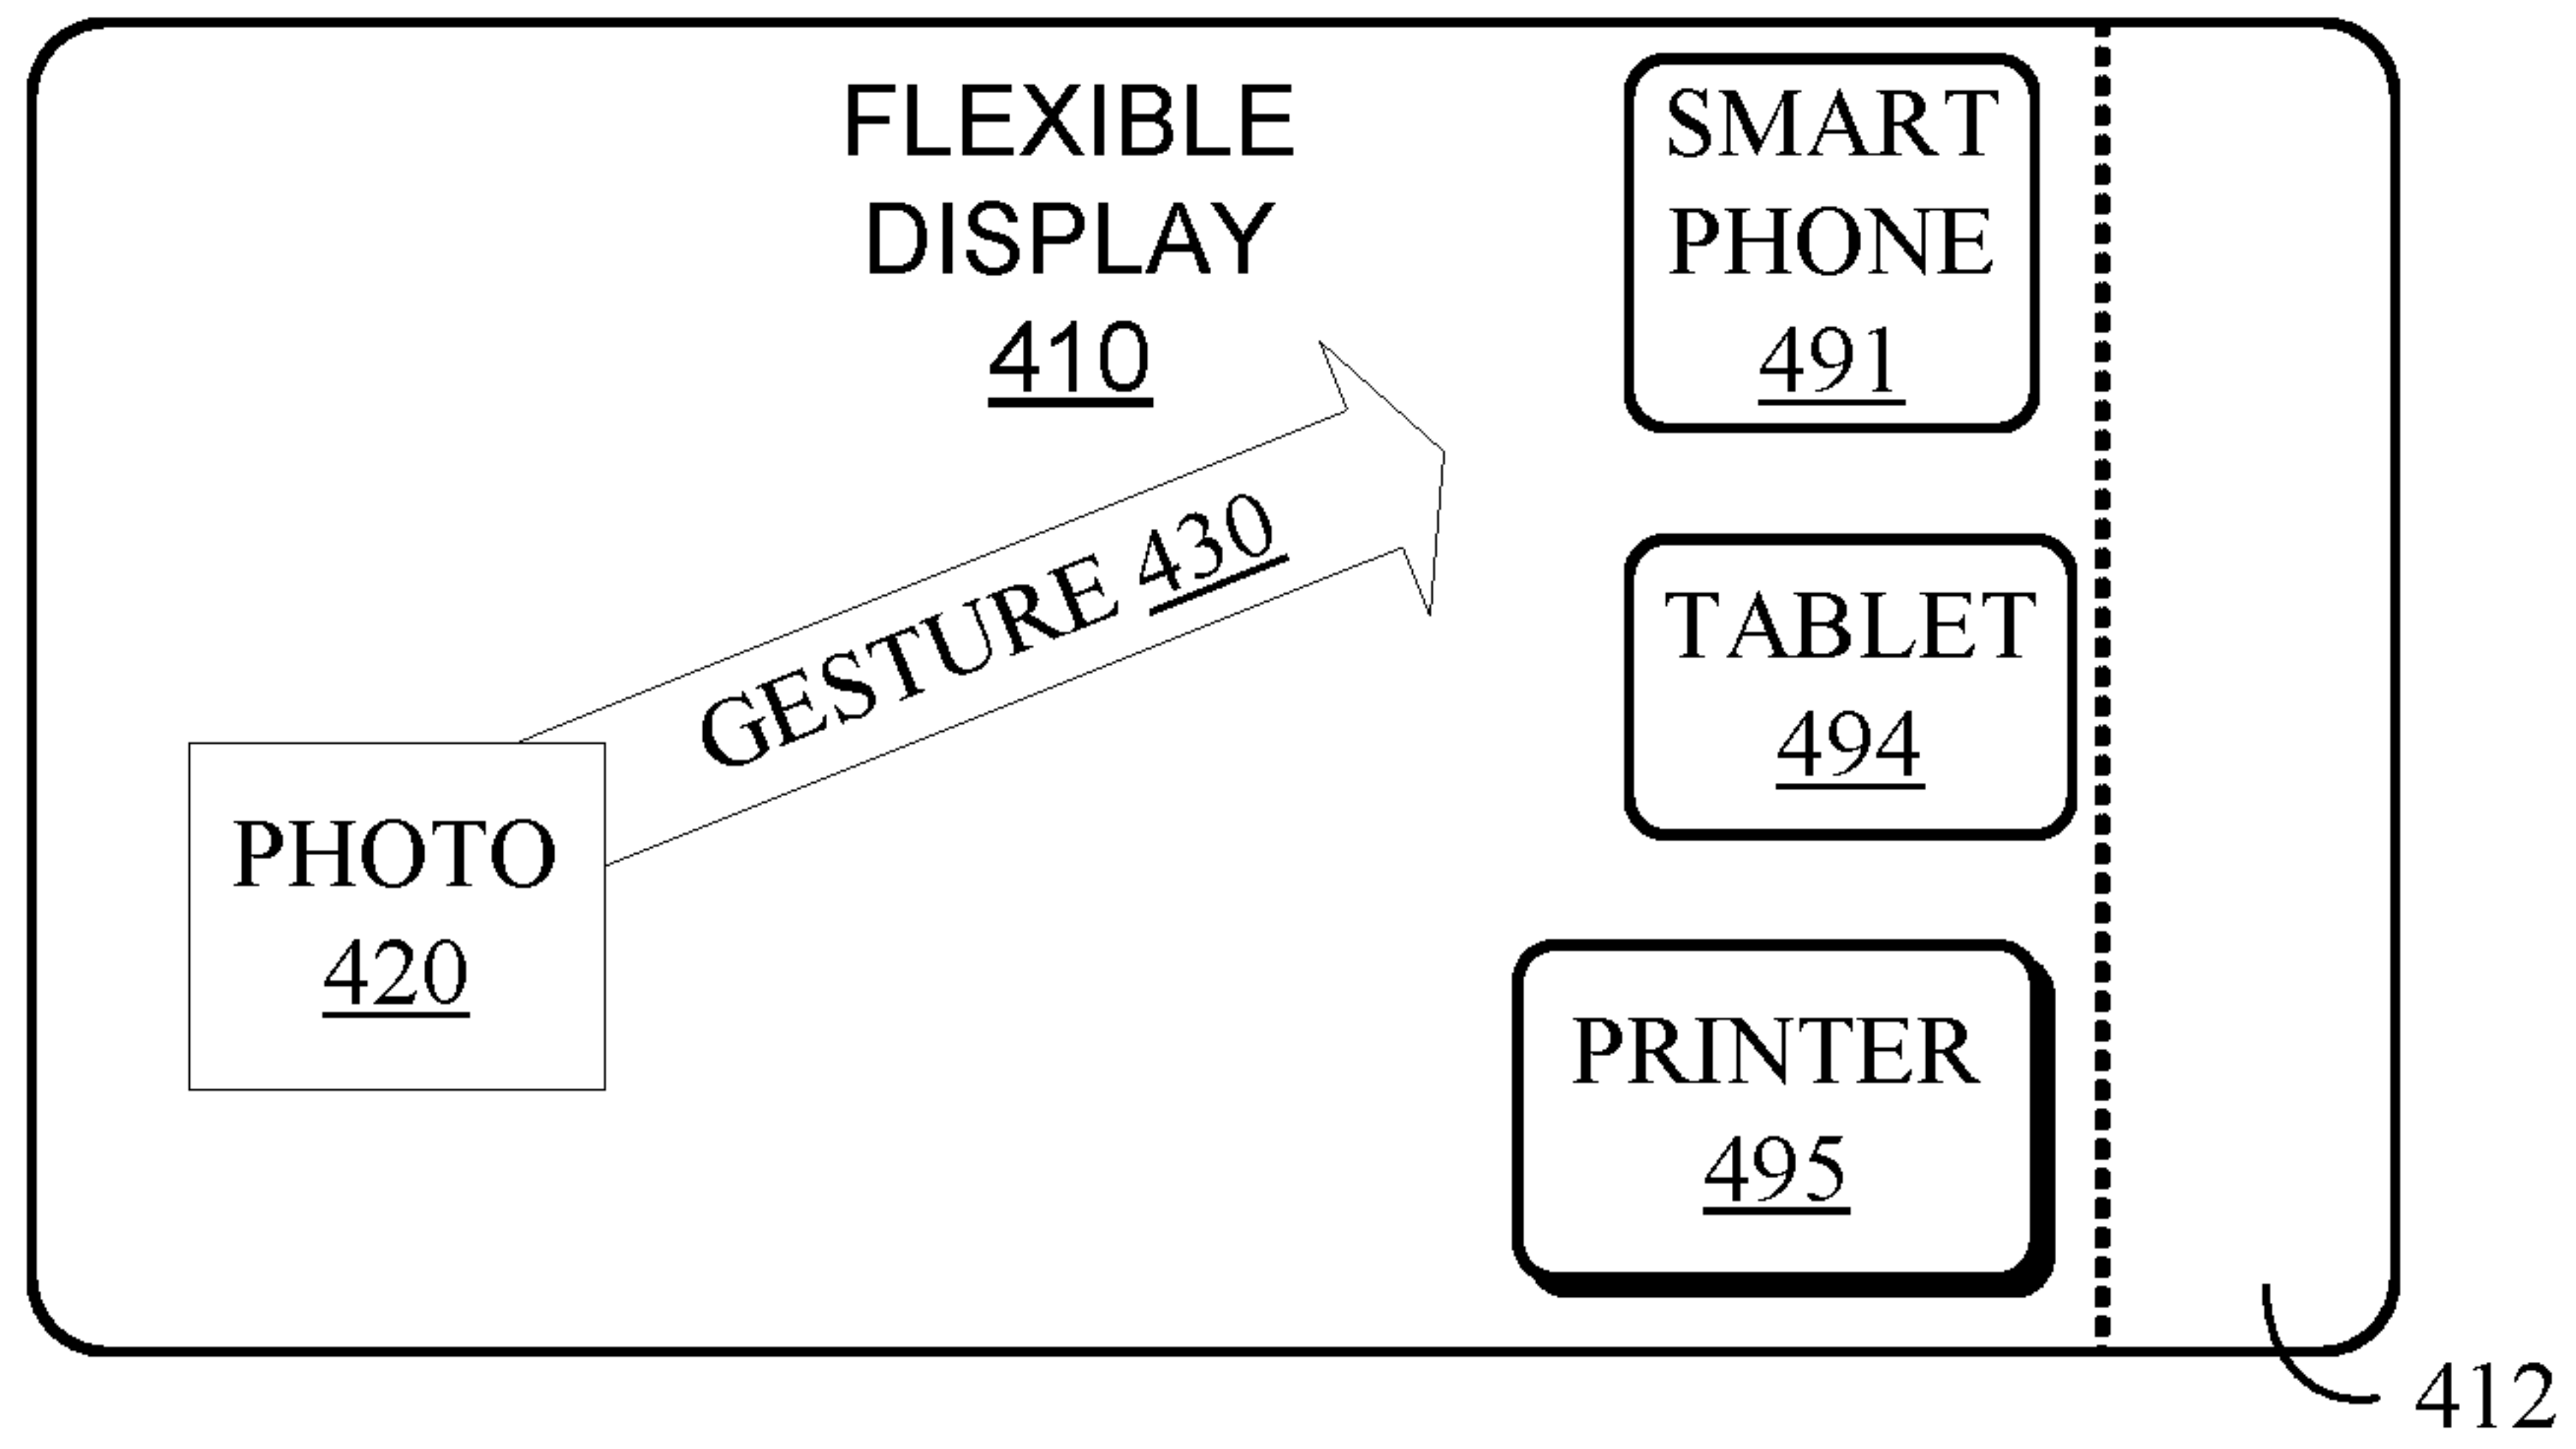 FLEXIBLE
DISPLAY
410
SMART
PHONE
491
GESTURE 430
TABLET
494
PHOTO
420
PRINTER
495
412